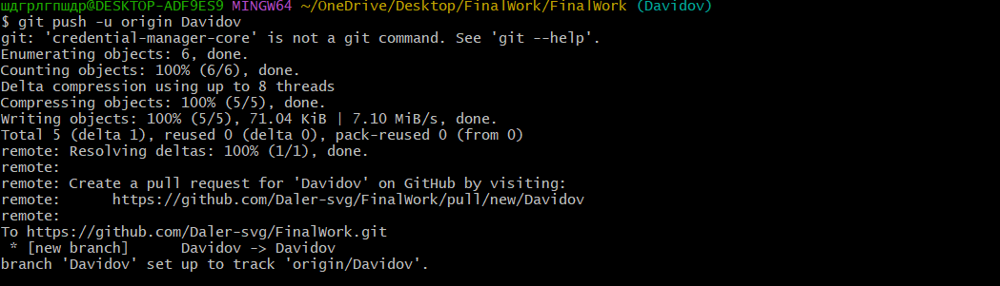 шдгрлгпшдр@DESKTOP-ADF9ES9 MINGW64 ~/OneDrive/Desktop/FinalWork/FinalWork (Davidov)
$ git push -u origin Davidov
git: 'credential-manager-core' is not a git command. See 'git --help'.
Enumerating objects: 6, done.
Counting objects: 100% (6/6), done.
Delta compression using up to 8 threads
Compressing objects: 100% (5/5), done.
Writing objects: 100% (5/5), 71.04 KiB | 7.10 MiB/s, done.
Total 5 (delta 1), reused 0 (delta 0), pack-reused 0 (from 0)
remote: Resolving deltas: 100% (1/1), done.
remote:
remote: Create a pull request for 'Davidov' on GitHub by visiting:
remote:      https://github.com/Daler-svg/FinalWork/pull/new/Davidov
remote:
To https://github.com/Daler-svg/FinalWork.git
 * [new branch]      Davidov -> Davidov
branch 'Davidov' set up to track 'origin/Davidov'.